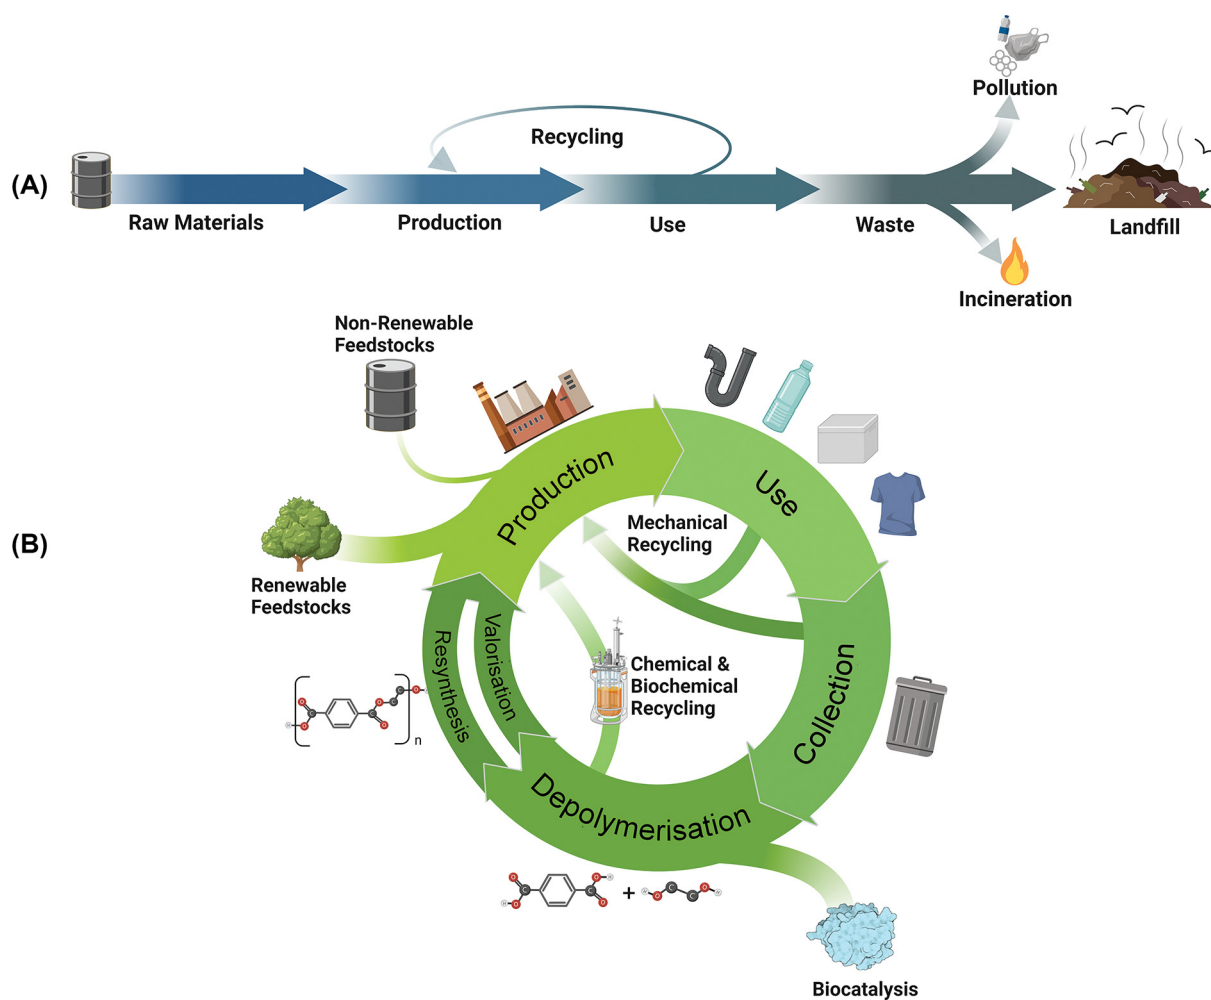 Pollution
Recycling
(A)
Raw Materials
Production
Use
Waste
Landfill
Incineration
Non-Renewable
Feedstocks
Production
Use
Mechanical
Recycling
(B)
Renewable
Feedstocks
Resynthesis
Valorisation
Chemical &
Biochemical
Recycling
Collection
H O O C C O O C C O H
n
Depolymerisation
H O O C C O O H + H O C C O H
Biocatalysis